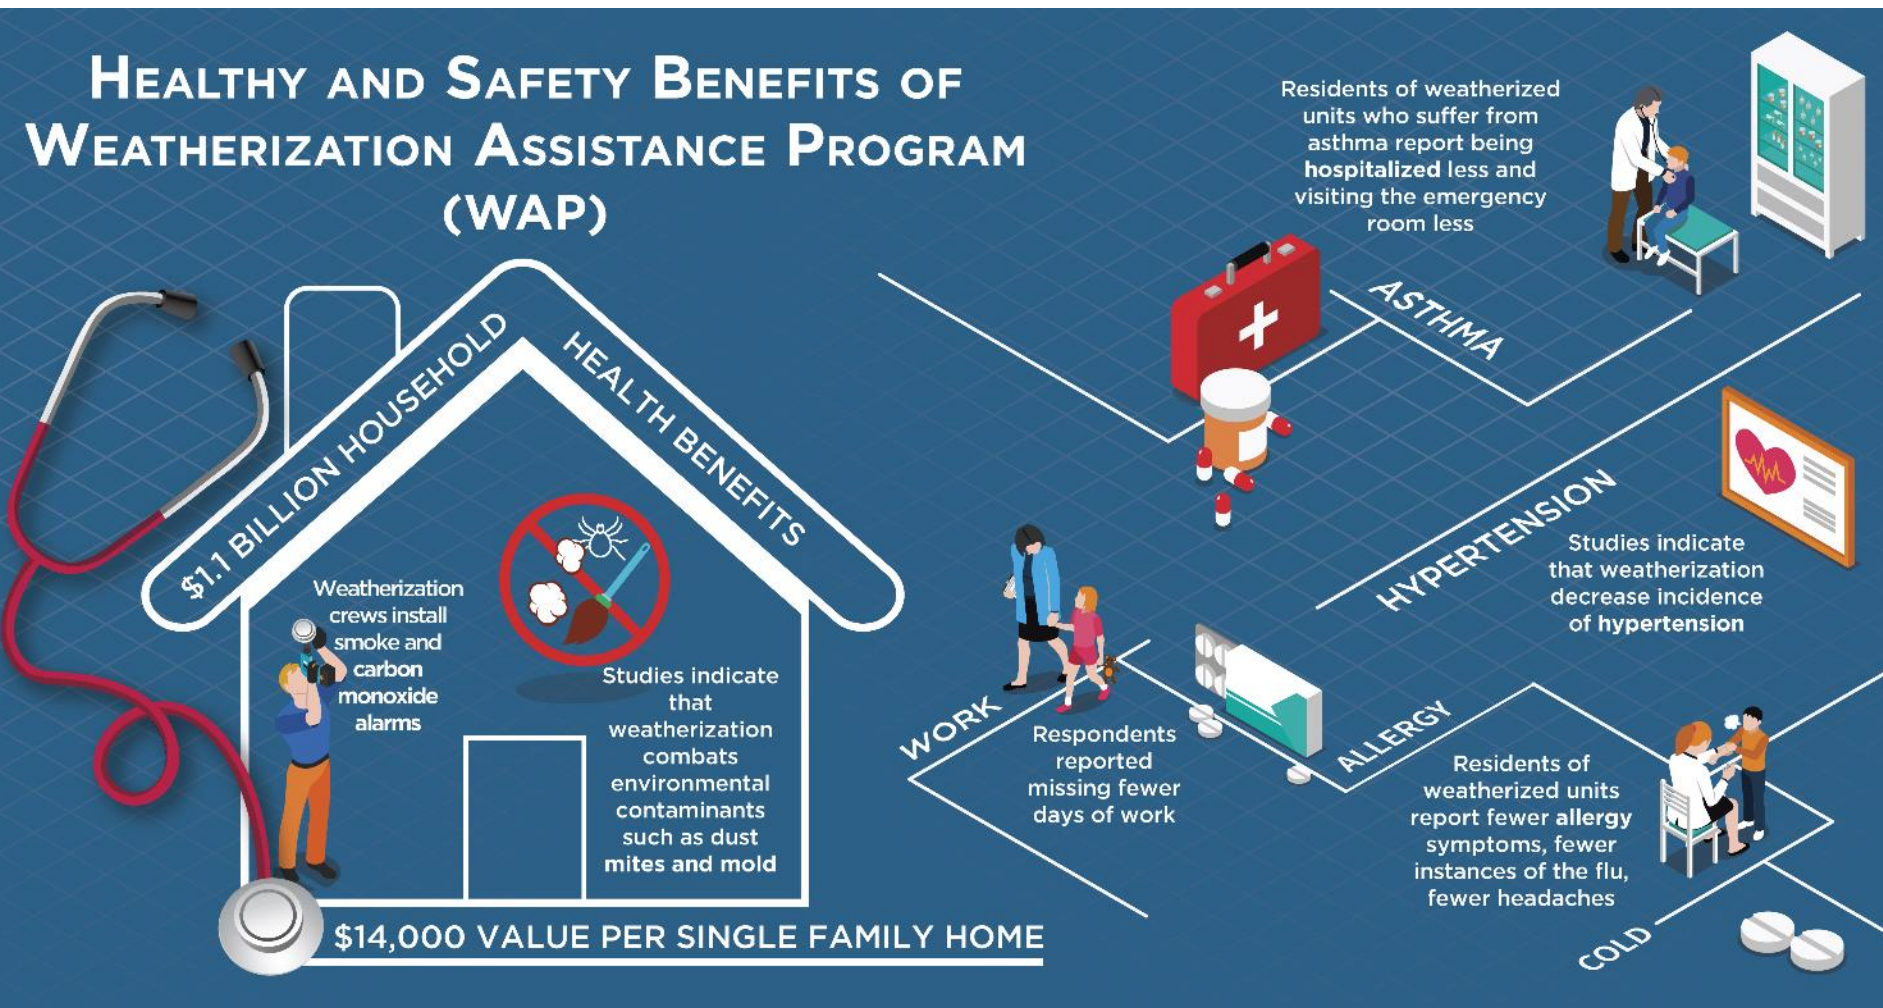 HEALTHY AND SAFETY BENEFITS OF
WEATHERIZATION ASSISTANCE PROGRAM
(WAP)
$1.1 BILLION HOUSEHOLD
HEALTH BENEFITS
Weatherization
crews install
smoke and
carbon
monoxide
alarms
Studies indicate
that
weatherization
combats
environmental
contaminants
such as dust
mites and mold
$14,000 VALUE PER SINGLE FAMILY HOME
Residents of weatherized
units who suffer from
asthma report being
hospitalized less and
visiting the emergency
room less
ASTHMA
HYPERTENSION
Studies indicate
that weatherization
decrease incidence
of hypertension
WORK
Respondents
reported
missing fewer
days of work
ALLERGY
Residents of
weatherized units
report fewer allergy
symptoms, fewer
instances of the flu,
fewer headaches
COLD